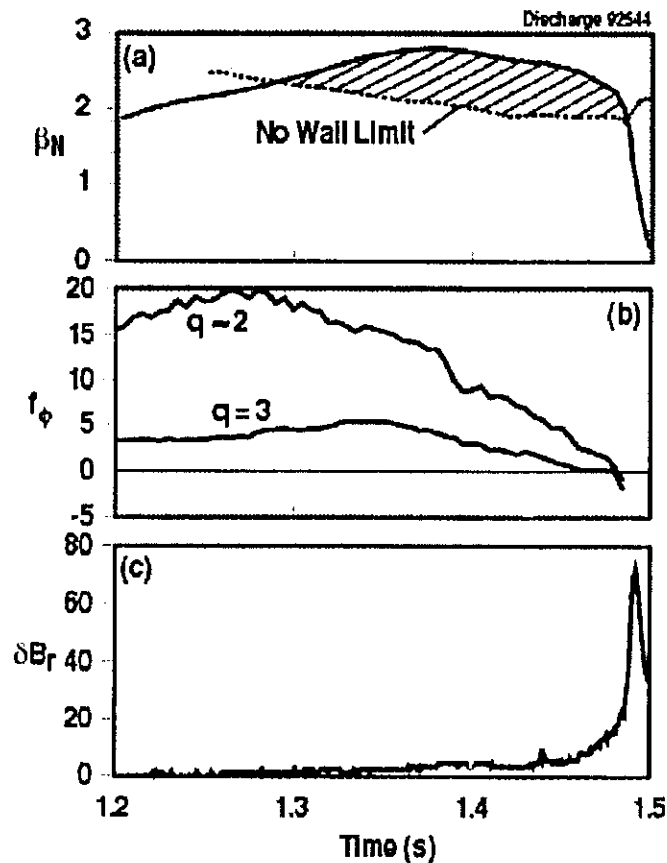 Discharge 92544
(a)
3
2
1
0
βN
No Wall Limit
(b)
20
15
10
5
0
-5
fϕ
q ~ 2
q = 3
(c)
80
60
40
20
0
δBr
1.2 1.3 1.4 1.5
Time (s)